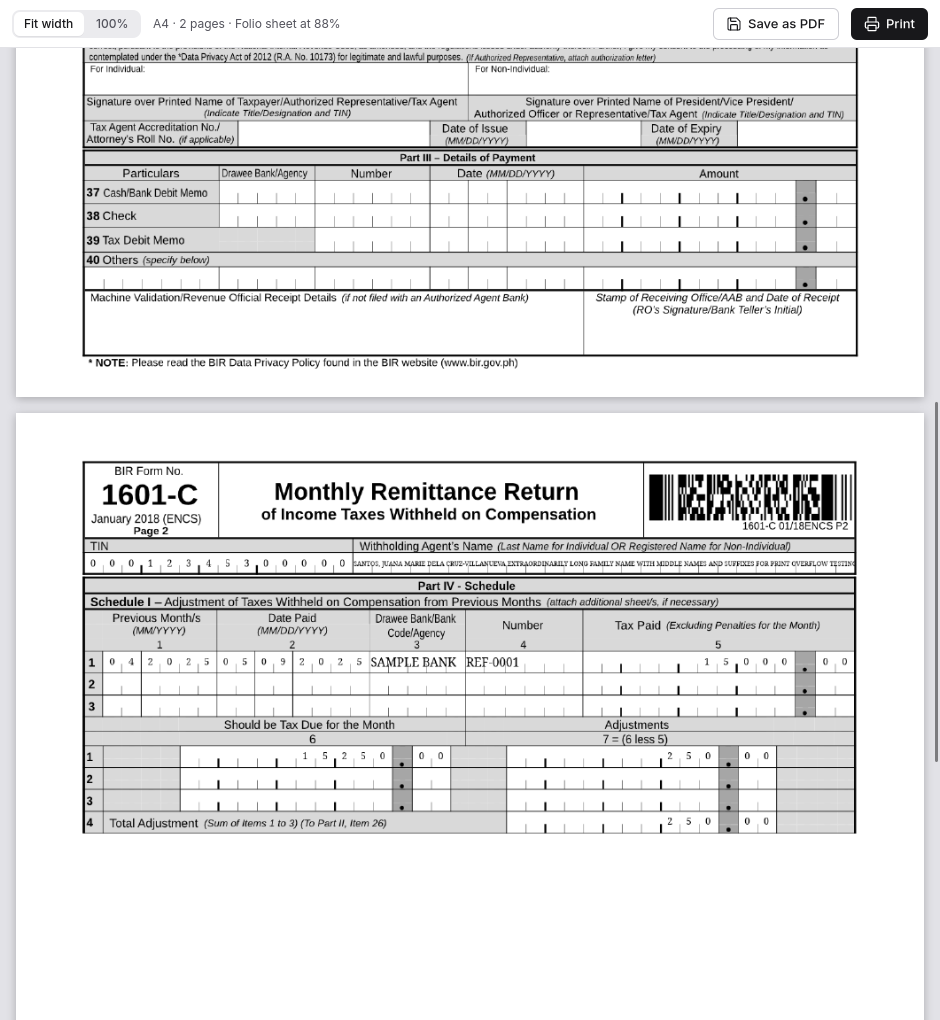 Fit width 100% A4 · 2 pages · Folio sheet at 88% Save as PDF Print
contemplated under the *Data Privacy Act of 2012 (R.A. No. 10173) for legitimate and lawful purposes. (If Authorized Representative, attach authorization letter)
For Individual: For Non-Individual:
Signature over Printed Name of Taxpayer/Authorized Representative/Tax Agent Signature over Printed Name of President/Vice President/
(Indicate Title/Designation and TIN) Authorized Officer or Representative/Tax Agent (Indicate Title/Designation and TIN)
Tax Agent Accreditation No./ Date of Issue Date of Expiry
Attorney's Roll No. (if applicable) (MM/DD/YYYY) (MM/DD/YYYY)
Part III – Details of Payment
Particulars Drawee Bank/Agency Number Date (MM/DD/YYYY) Amount
37 Cash/Bank Debit Memo
38 Check
39 Tax Debit Memo
40 Others (specify below)
Machine Validation/Revenue Official Receipt Details (if not filed with an Authorized Agent Bank) Stamp of Receiving Office/AAB and Date of Receipt
(RO's Signature/Bank Teller's Initial)
* NOTE: Please read the BIR Data Privacy Policy found in the BIR website (www.bir.gov.ph)
BIR Form No.
1601-C
January 2018 (ENCS)
Page 2
Monthly Remittance Return
of Income Taxes Withheld on Compensation
1601-C 01/18ENCS P2
TIN Withholding Agent's Name (Last Name for Individual OR Registered Name for Non-Individual)
0 0 0 1 2 3 4 5 3 0 0 0 0 0 SANTOS, JUANA MARIE DELA CRUZ-VILLANUEVA EXTRAORDINARILY LONG FAMILY NAME WITH MIDDLE NAMES AND SUFFIXES FOR PRINT OVERFLOW TESTING
Part IV - Schedule
Schedule I – Adjustment of Taxes Withheld on Compensation from Previous Months (attach additional sheet/s, if necessary)
Previous Month/s Date Paid Drawee Bank/Bank Number Tax Paid (Excluding Penalties for the Month)
(MM/YYYY) (MM/DD/YYYY) Code/Agency
1 2 3 4 5
1 0 4 2 0 2 5 0 5 0 9 2 0 2 5 SAMPLE BANK REF-0001 1 5 0 0 0 . 0 0
2
3
Should be Tax Due for the Month Adjustments
6 7 = (6 less 5)
1 1 5 2 5 0 . 0 0 2 5 0 . 0 0
2
3
4 Total Adjustment (Sum of Items 1 to 3) (To Part II, Item 26) 2 5 0 . 0 0